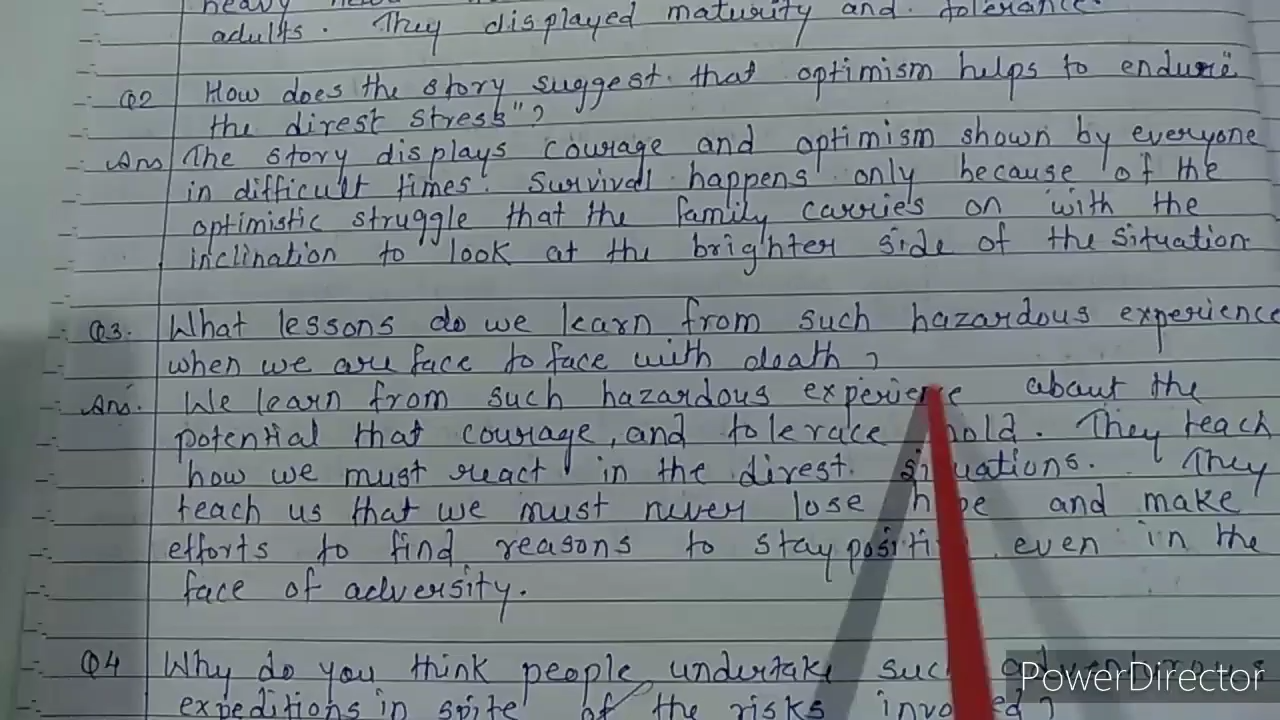 heavy
adults. They displayed maturity and tolerance.
Q2 How does the story suggest that optimism helps to endure
the direst stress"?
Ans The story displays courage and optimism shown by everyone
in difficult times. Survival happens only because of the
optimistic struggle that the family carries on with the
inclination to look at the brighter side of the situation
Q3. What lessons do we learn from such hazardous experience
when we are face to face with death ?
Ans. We learn from such hazardous experience about the
potential that courage, and tolerace hold. They teach
how we must react in the direst. situations. They
teach us that we must never lose hope and make
efforts to find reasons to stay even in the
face of adversity.
Q4 Why do you think people undertake such adventurous
expeditions in spite of the risks involved?
PowerDirector